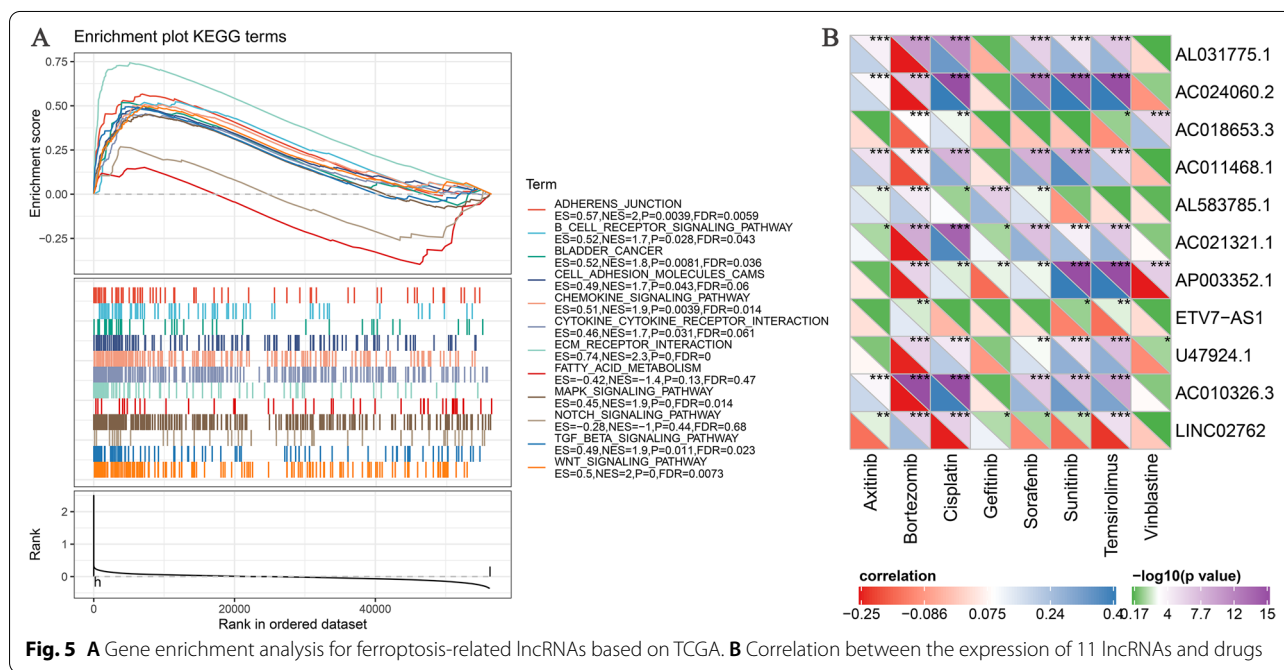 A
Enrichment plot KEGG terms
0.75
0.50
0.25
0.00
−0.25
Enrichment score
Term
ADHERENS_JUNCTION
ES=0.57,NES=2,P=0.0039,FDR=0.0059
B_CELL_RECEPTOR_SIGNALING_PATHWAY
ES=0.52,NES=1.7,P=0.028,FDR=0.043
BLADDER_CANCER
ES=0.52,NES=1.8,P=0.0081,FDR=0.036
CELL_ADHESION_MOLECULES_CAMS
ES=0.49,NES=1.7,P=0.043,FDR=0.06
CHEMOKINE_SIGNALING_PATHWAY
ES=0.51,NES=1.9,P=0.0039,FDR=0.014
CYTOKINE_CYTOKINE_RECEPTOR_INTERACTION
ES=0.46,NES=1.7,P=0.031,FDR=0.061
ECM_RECEPTOR_INTERACTION
ES=0.74,NES=2.3,P=0,FDR=0
FATTY_ACID_METABOLISM
ES=−0.42,NES=−1.4,P=0.13,FDR=0.47
MAPK_SIGNALING_PATHWAY
ES=0.45,NES=1.9,P=0,FDR=0.014
NOTCH_SIGNALING_PATHWAY
ES=−0.28,NES=−1,P=0.44,FDR=0.68
TGF_BETA_SIGNALING_PATHWAY
ES=0.49,NES=1.9,P=0.011,FDR=0.023
WNT_SIGNALING_PATHWAY
ES=0.5,NES=2,P=0,FDR=0.0073
2
1
0
Rank
h
l
0 20000 40000
Rank in ordered dataset
B
*** *** *** *** *** *** AL031775.1
*** *** *** *** *** *** AC024060.2
*** ** * *** AC018653.3
*** *** *** *** *** *** AC011468.1
** *** * *** ** AL583785.1
* *** *** * *** *** *** AC021321.1
*** ** ** ** *** *** *** AP003352.1
** * ** ETV7−AS1
*** *** ** *** *** * U47924.1
*** *** *** *** *** *** AC010326.3
** *** *** * * ** *** LINC02762
Axitinib
Bortezomib
Cisplatin
Gefitinib
Sorafenib
Sunitinib
Temsirolimus
Vinblastine
correlation
−0.25 −0.086 0.075 0.24 0.4
−log10(p value)
0.17 4 7.7 12 15
Fig. 5 A Gene enrichment analysis for ferroptosis-related lncRNAs based on TCGA. B Correlation between the expression of 11 lncRNAs and drugs